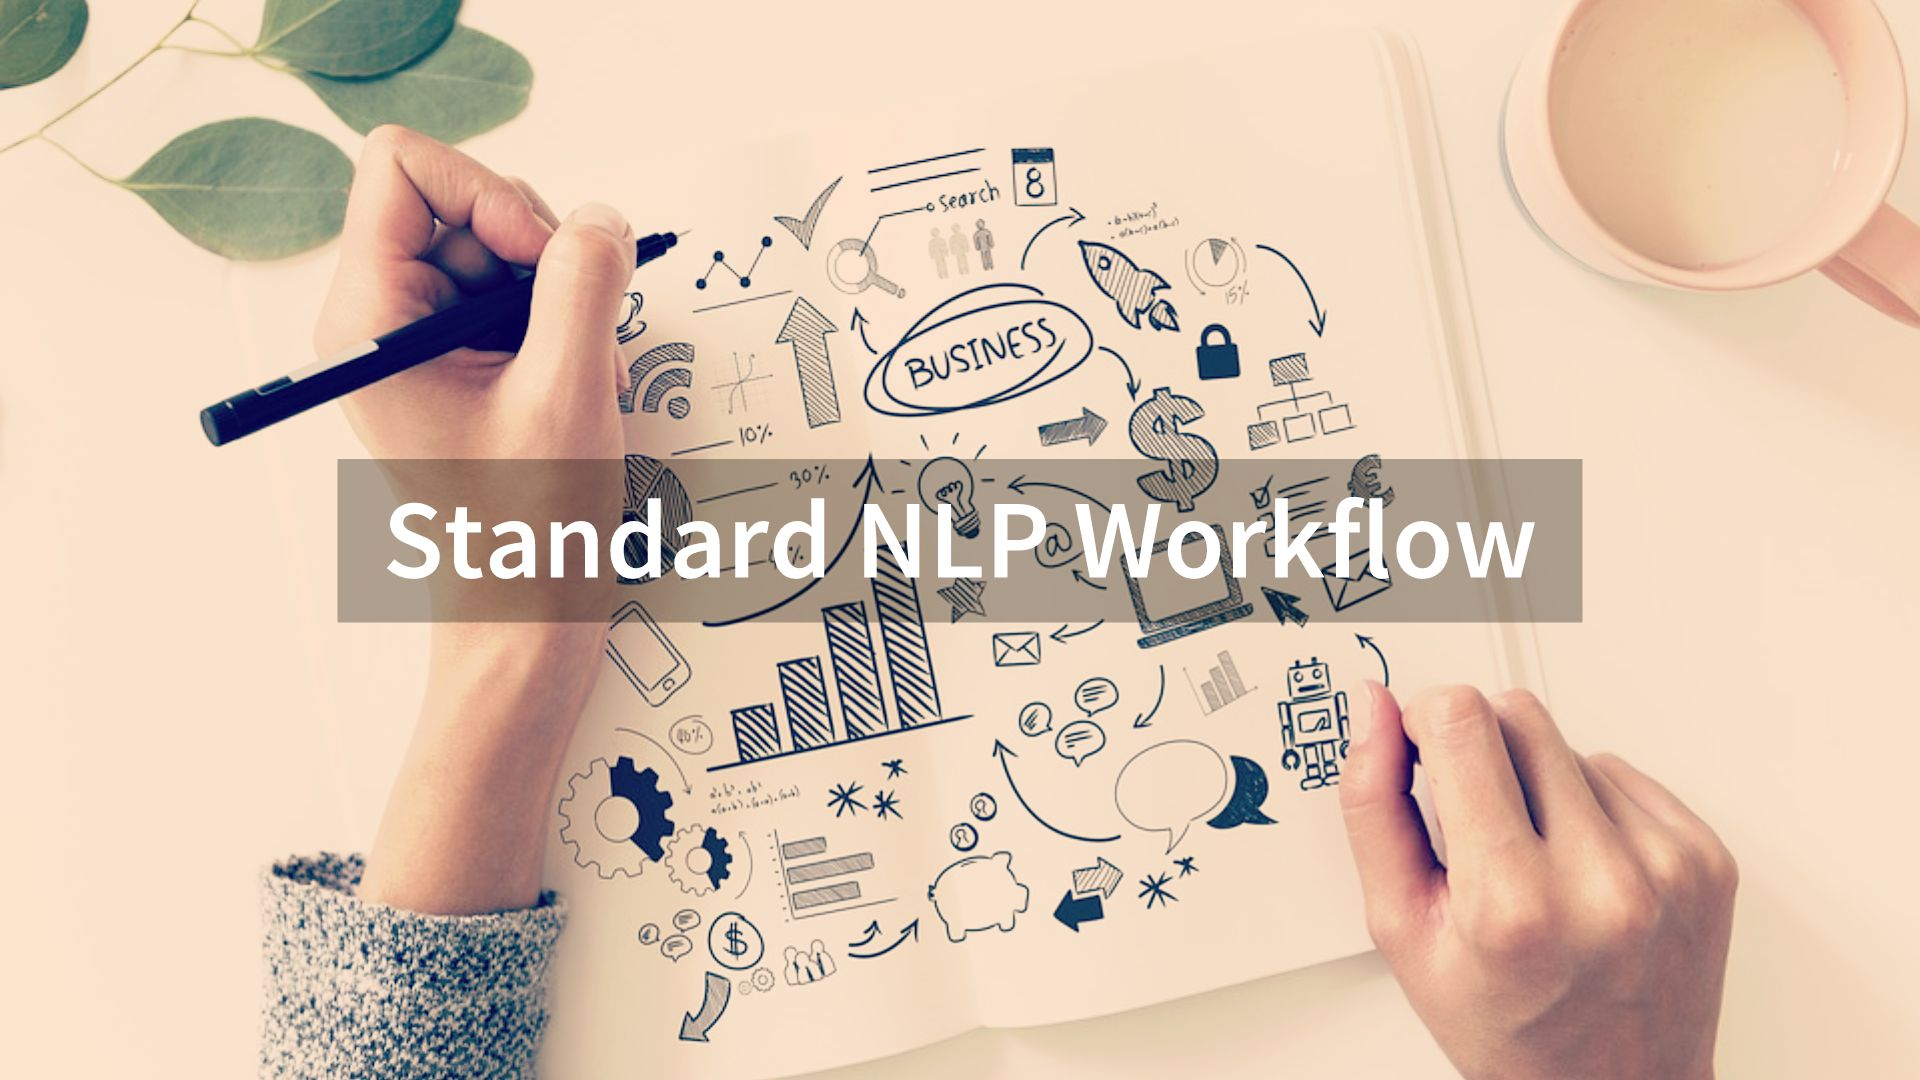 8
search
15%
BUSINESS
10%
30%
@
Standard NLP Workflow